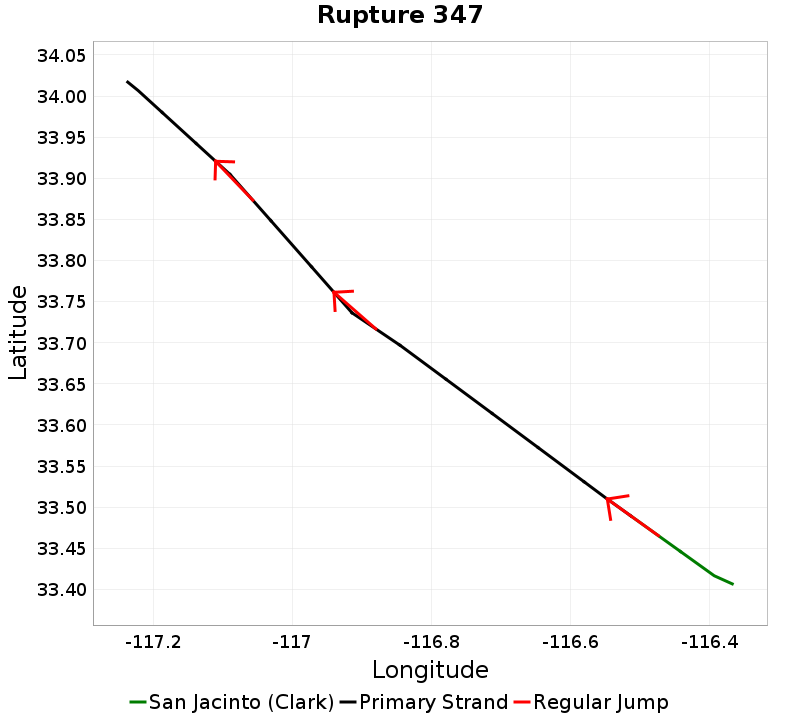 Rupture 347
34.05
34.00
33.95
33.90
33.85
33.80
33.75
33.70
33.65
33.60
33.55
33.50
33.45
33.40
Latitude
-117.2 -117 -116.8 -116.6 -116.4
Longitude
San Jacinto (Clark) Primary Strand Regular Jump